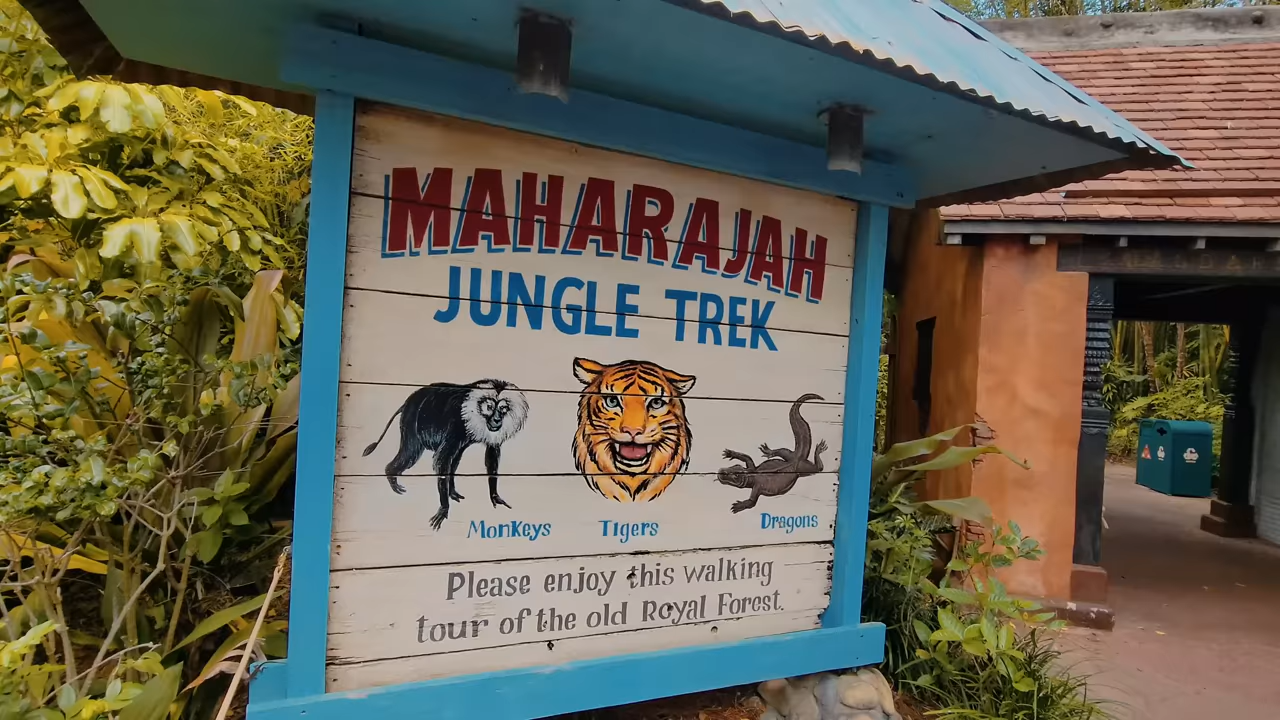 MAHARAJAH
JUNGLE TREK
Monkeys Tigers Dragons
Please enjoy this walking
tour of the old Royal Forest.